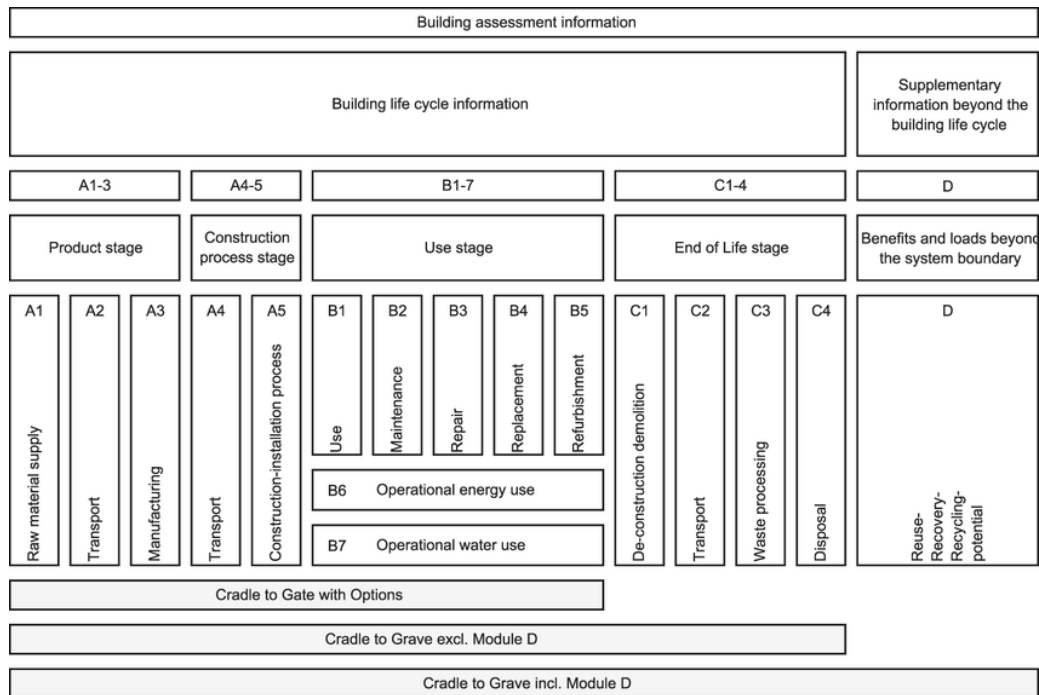 Building assessment information
Building life cycle information
Supplementary
information beyond the
building life cycle
A1-3
A4-5
B1-7
C1-4
D
Product stage
Construction
process stage
Use stage
End of Life stage
Benefits and loads beyond
the system boundary
A1
Raw material supply
A2
Transport
A3
Manufacturing
A4
Transport
A5
Construction-installation process
B1
Use
B2
Maintenance
B3
Repair
B4
Replacement
B5
Refurbishment
B6 Operational energy use
B7 Operational water use
C1
De-construction demolition
C2
Transport
C3
Waste processing
C4
Disposal
D
Reuse-
Recovery-
Recycling-
potential
Cradle to Gate with Options
Cradle to Grave excl. Module D
Cradle to Grave incl. Module D